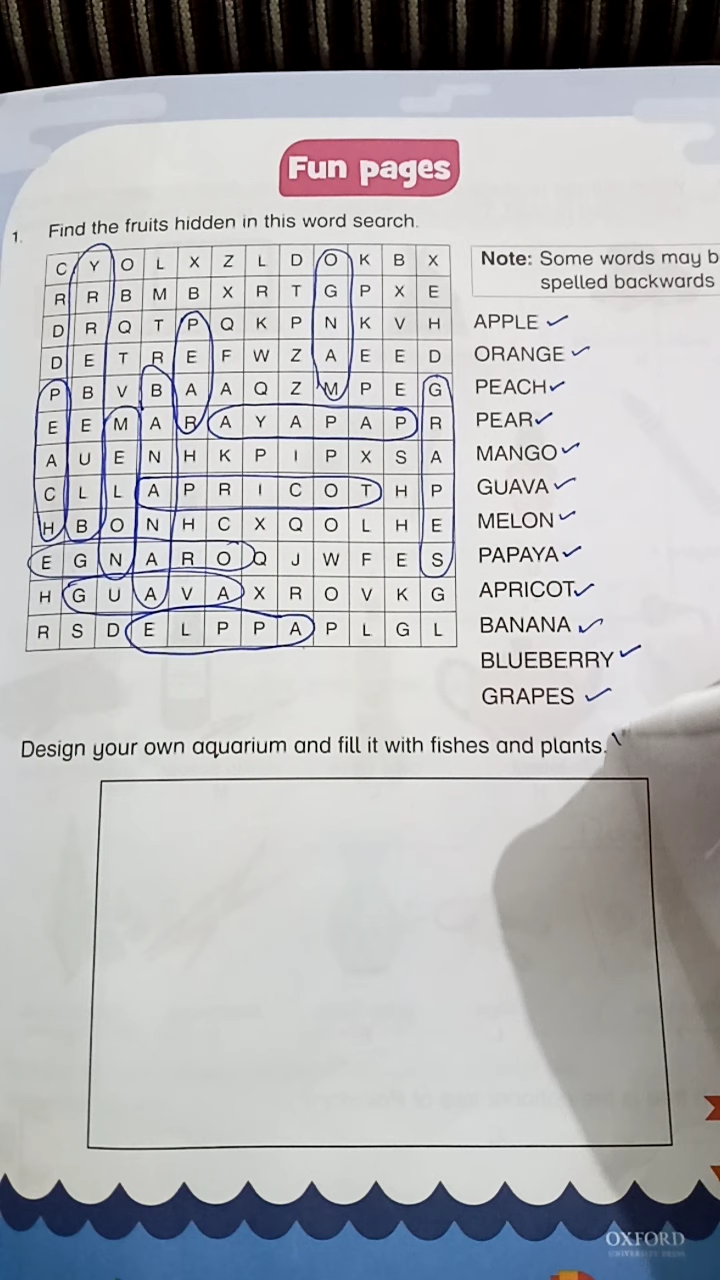 Fun pages
1. Find the fruits hidden in this word search.
Note: Some words may b
spelled backwards
C Y O L X Z L D O K B X
R R B M B X R T G P X E
D R Q T P Q K P N K V H
D E T R E F W Z A E E D
P B V B A A Q Z M P E G
E E M A R A Y A P A P R
A U E N H K P I P X S A
C L L A P R I C O T H P
H B O N H C X Q O L H E
E G N A R O Q J W F E S
H G U A V A X R O V K G
R S D E L P P A P L G L
APPLE
ORANGE
PEACH
PEAR
MANGO
GUAVA
MELON
PAPAYA
APRICOT
BANANA
BLUEBERRY
GRAPES
Design your own aquarium and fill it with fishes and plants.
OXFORD
UNIVERSITY PRESS